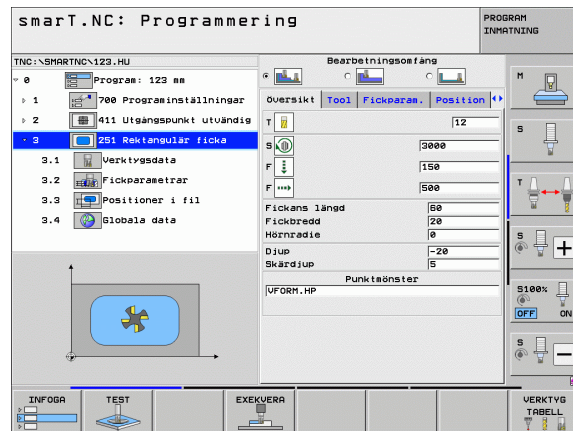 smarT.NC: Programmering
PROGRAM
INMATNING
TNC:\SMARTNC\123.HU
0 Program: 123 mm
1 700 Programinställningar
2 411 Utgångspunkt utvändig
3 251 Rektangulär ficka
3.1 Verktygsdata
3.2 Fickparametrar
3.3 Positioner i fil
3.4 Globala data
Bearbetningsomfång
Översikt Tool Fickparam. Position
T 12
S 3000
F 150
F 500
Fickans längd 60
Fickbredd 20
Hörnradie 0
Djup -20
Skärdjup 5
Punktmönster
VFORM.HP
M
S
T
S
S100%
OFF ON
S
INFOGA
TEST
EXEKVERA
VERKTYG
TABELL